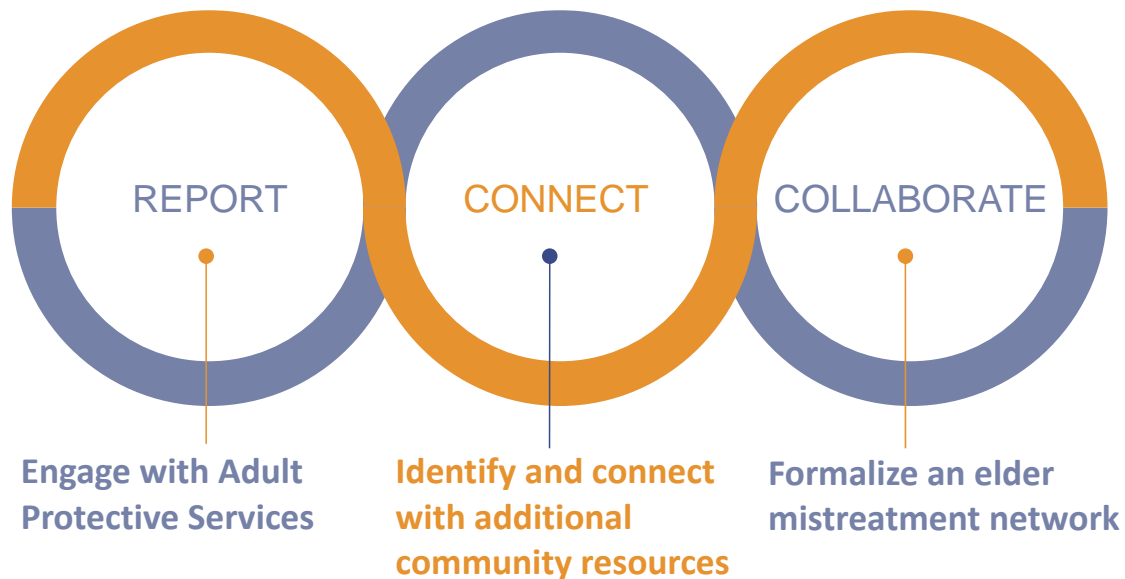 REPORT
CONNECT
COLLABORATE
Engage with Adult
Protective Services
Identify and connect
with additional
community resources
Formalize an elder
mistreatment network